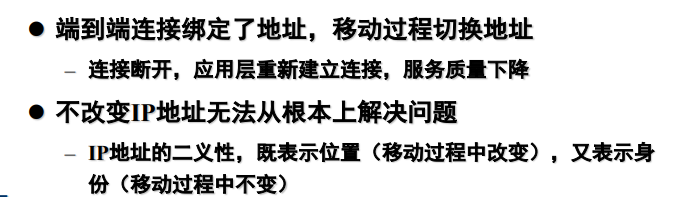 ● 端到端连接绑定了地址，移动过程切换地址
– 连接断开，应用层重新建立连接，服务质量下降
● 不改变IP地址无法从根本上解决问题
– IP地址的二义性，既表示位置（移动过程中改变），又表示身
份（移动过程中不变）